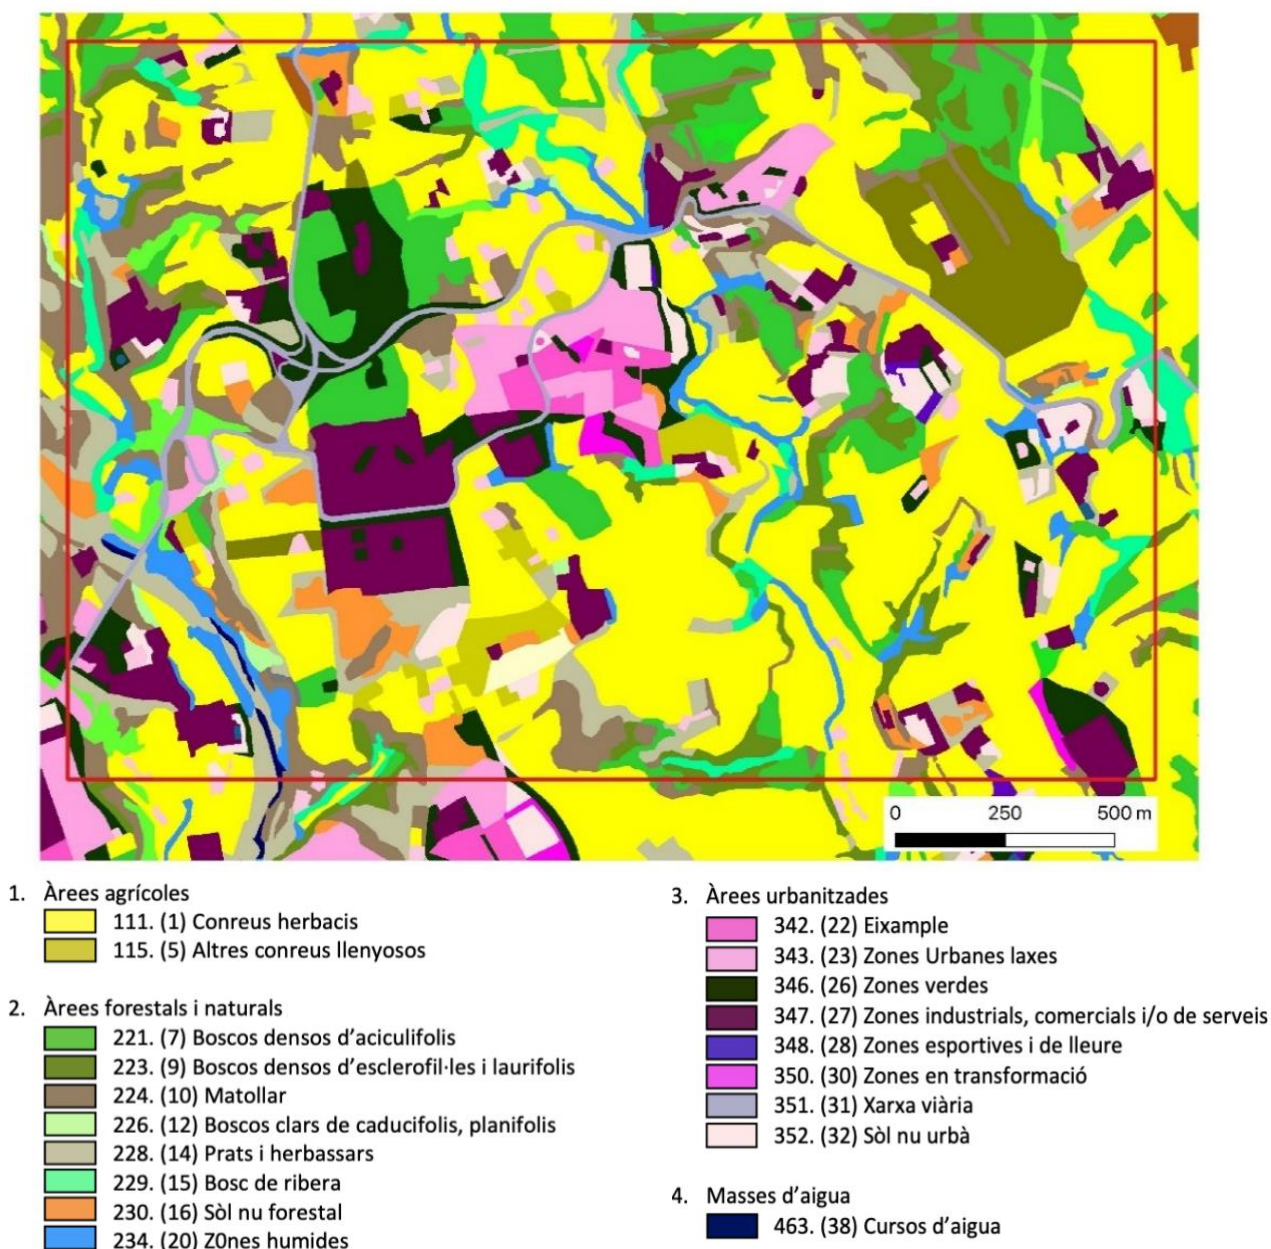 0 250 500 m
1. Àrees agrícoles
111. (1) Conreus herbacis
115. (5) Altres conreus llenyosos
2. Àrees forestals i naturals
221. (7) Boscos densos d'aciculifolis
223. (9) Boscos densos d'esclerofil·les i laurifolis
224. (10) Matollar
226. (12) Boscos clars de caducifolis, planifolis
228. (14) Prats i herbassars
229. (15) Bosc de ribera
230. (16) Sòl nu forestal
234. (20) Z0nes humides
3. Àrees urbanitzades
342. (22) Eixample
343. (23) Zones Urbanes laxes
346. (26) Zones verdes
347. (27) Zones industrials, comercials i/o de serveis
348. (28) Zones esportives i de lleure
350. (30) Zones en transformació
351. (31) Xarxa viària
352. (32) Sòl nu urbà
4. Masses d'aigua
463. (38) Cursos d'aigua